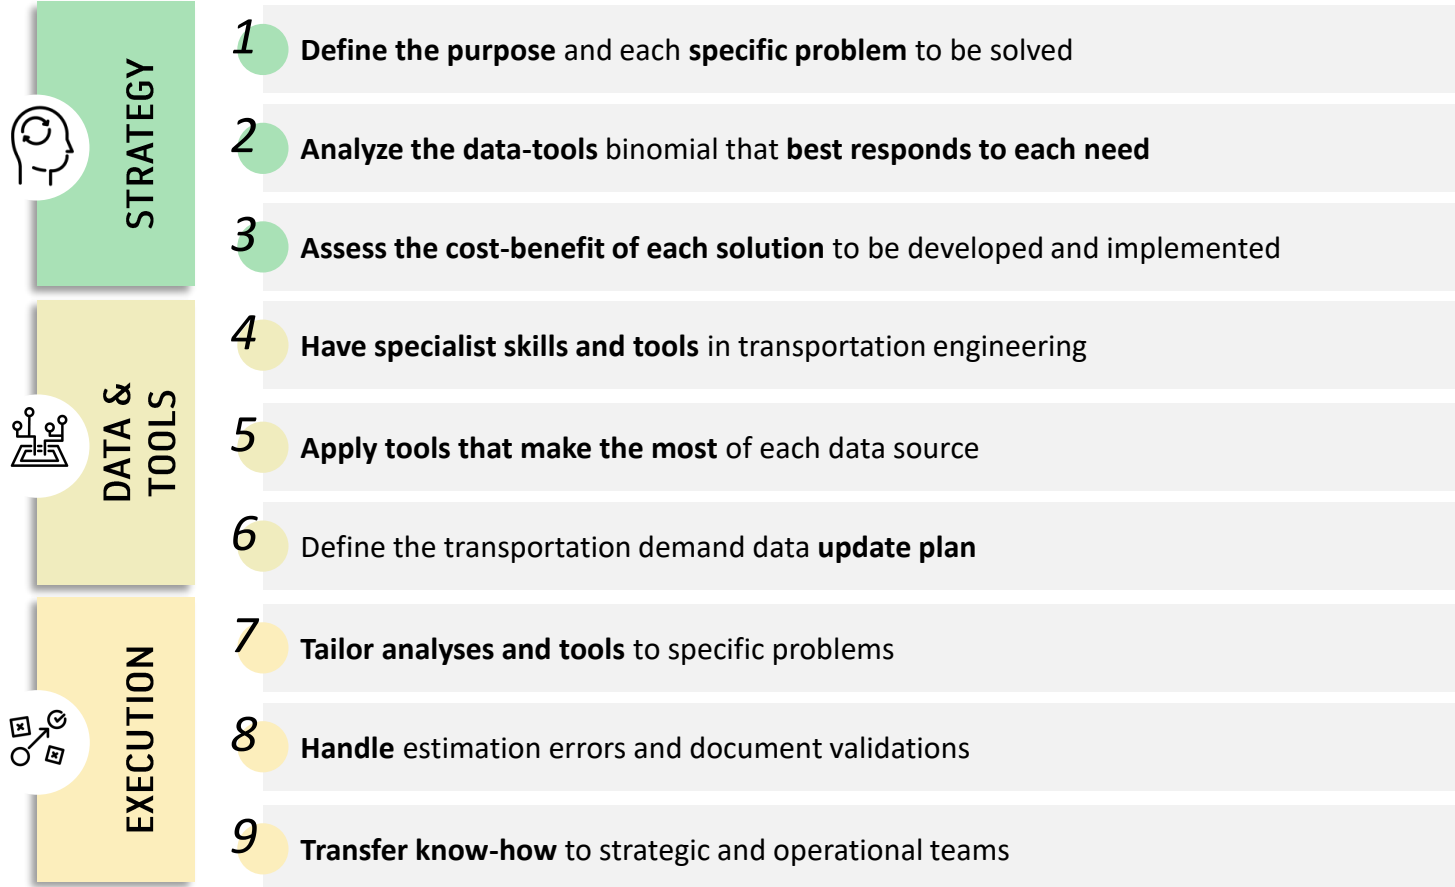 STRATEGY
1
Define the purpose and each specific problem to be solved
2
Analyze the data-tools binomial that best responds to each need
3
Assess the cost-benefit of each solution to be developed and implemented
DATA &
TOOLS
4
Have specialist skills and tools in transportation engineering
5
Apply tools that make the most of each data source
6
Define the transportation demand data update plan
EXECUTION
7
Tailor analyses and tools to specific problems
8
Handle estimation errors and document validations
9
Transfer know-how to strategic and operational teams